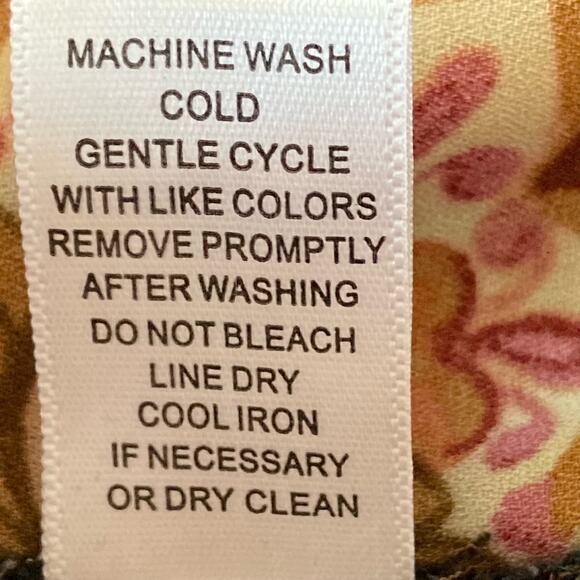 MACHINE WASH
COLD
GENTLE CYCLE
WITH LIKE COLORS
REMOVE PROMPTLY
AFTER WASHING
DO NOT BLEACH
LINE DRY
COOL IRON
IF NECESSARY
OR DRY CLEAN